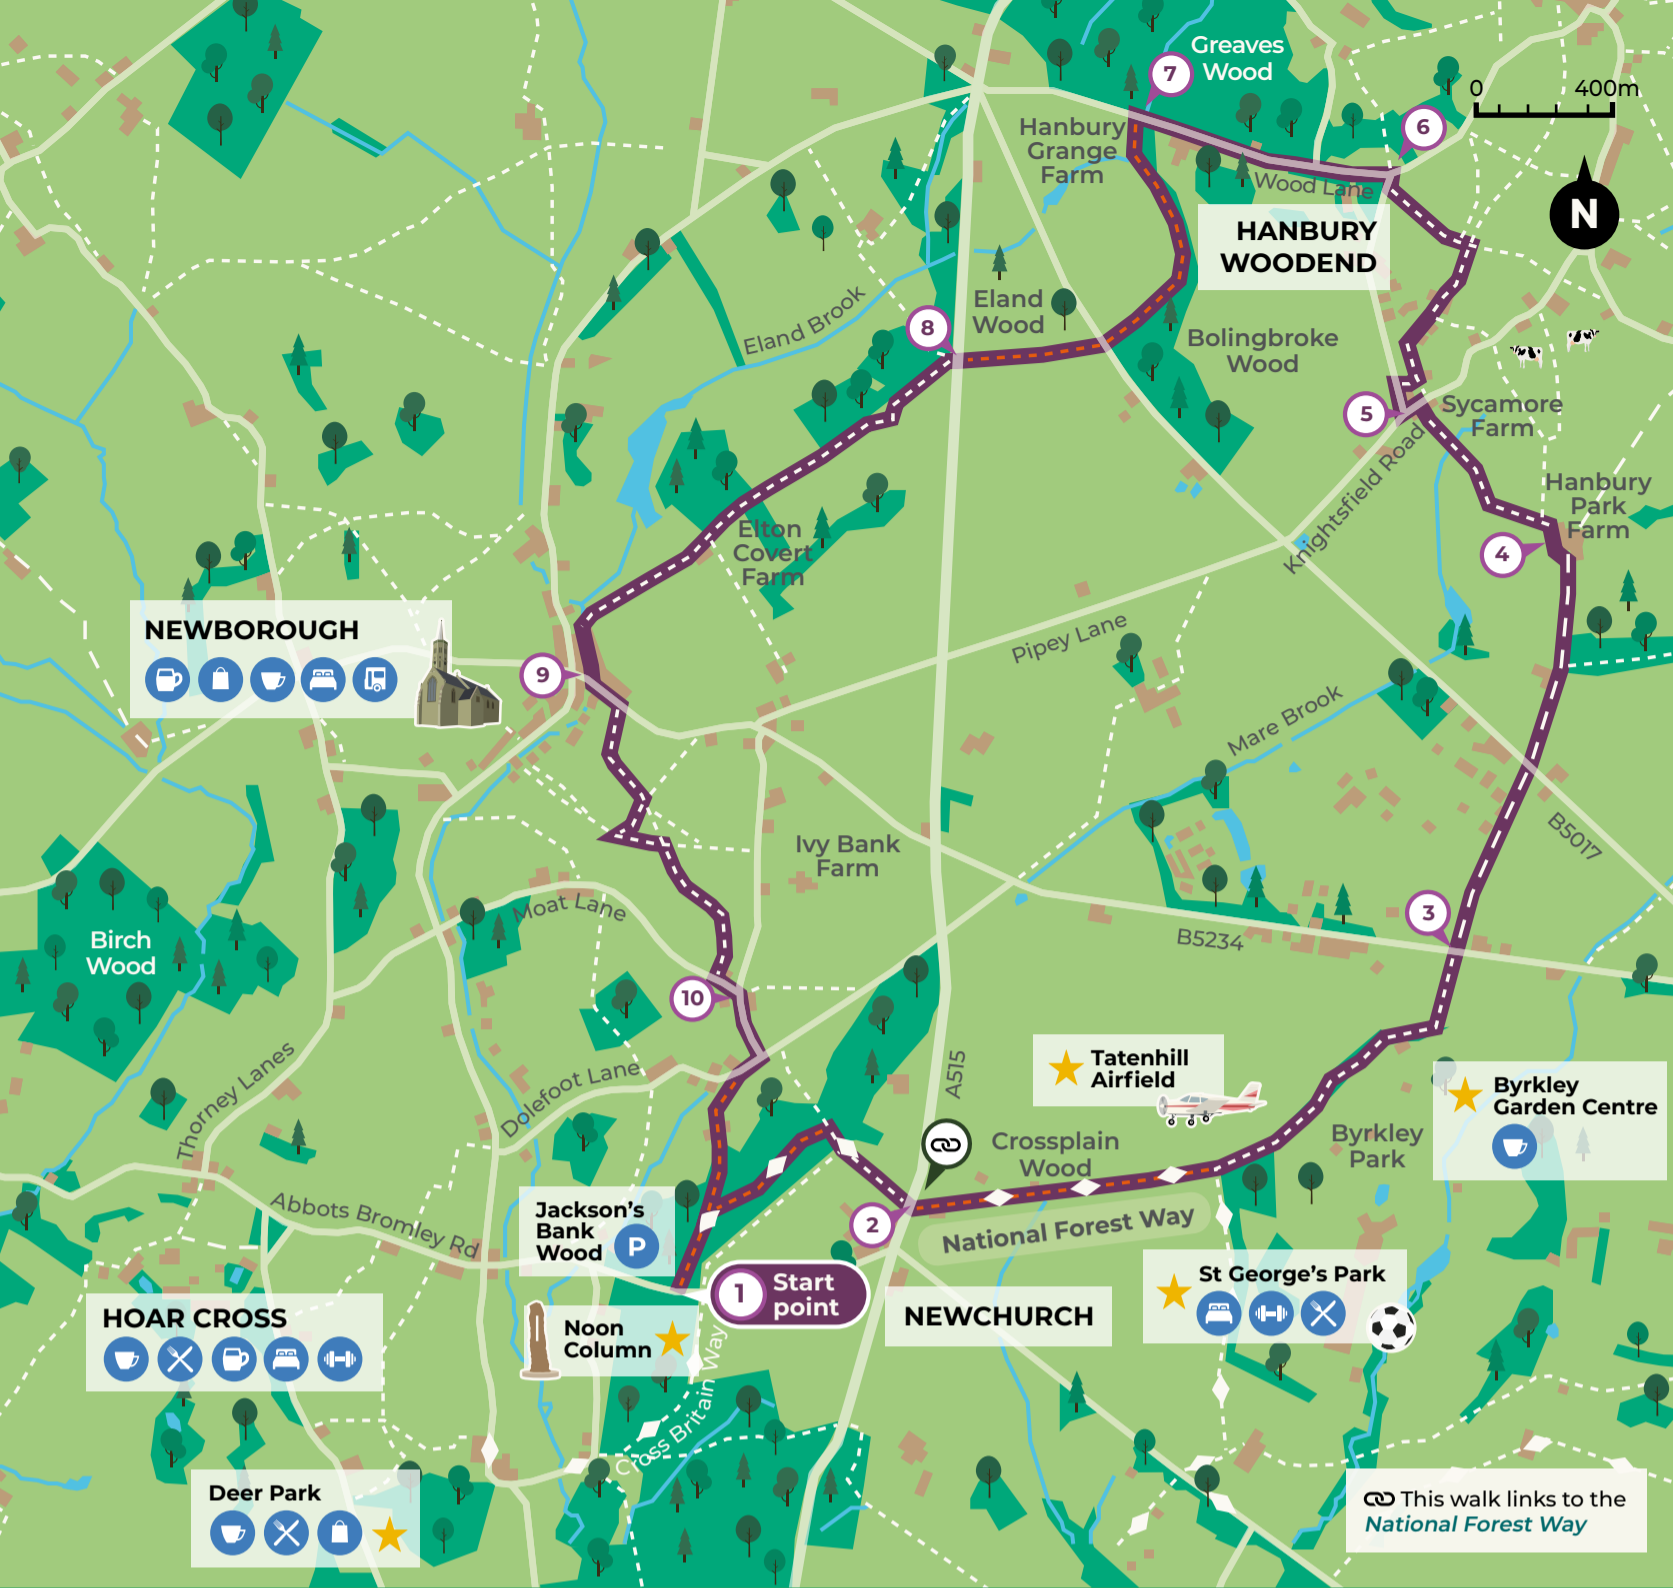 Greaves
Wood
7
0 400m
6
Hanbury
Grange
Farm
Wood Lane
N
HANBURY
WOODEND
Eland Brook
Eland
Wood
8
Bolingbroke
Wood
5
Sycamore
Farm
Knightsfield Road
Hanbury
Park
Farm
4
Elton
Covert
Farm
NEWBOROUGH
9
Pipey Lane
Mare Brook
B5017
Ivy Bank
Farm
3
B5234
Moat Lane
Birch
Wood
10
Thorney Lanes
Dolefoot Lane
A515
Tatenhill
Airfield
Byrkley
Garden Centre
Crossplain
Wood
Byrkley
Park
Abbots Bromley Rd
Jackson's
Bank
Wood
P
2
National Forest Way
1 Start
point
St George's Park
HOAR CROSS
Noon
Column
NEWCHURCH
Cross Britain Way
Deer Park
This walk links to the
National Forest Way